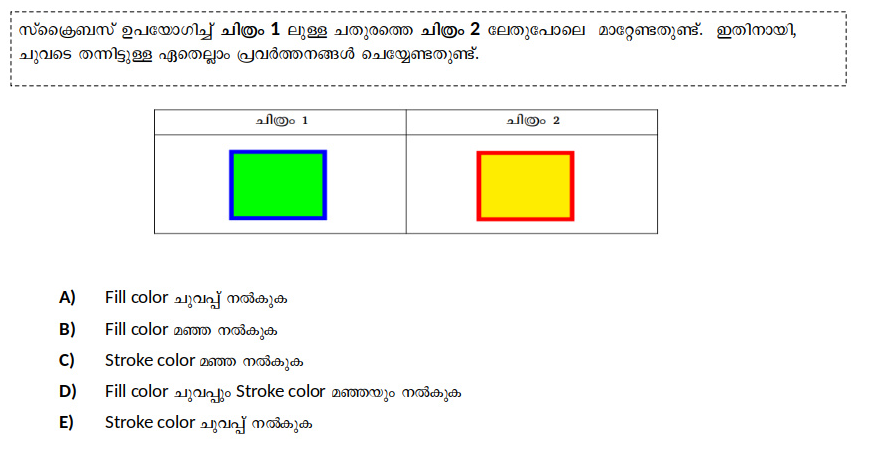 സ്ക്രൈബസ് ഉപയോഗിച്ച് ചിത്രം 1 ലുള്ള ചതുരത്തെ ചിത്രം 2 ലേതുപോലെ മാറ്റേണ്ടതുണ്ട്. ഇതിനായി,
ചുവടെ തന്നിട്ടുള്ള ഏതെല്ലാം പ്രവർത്തനങ്ങൾ ചെയ്യേണ്ടതുണ്ട്.
ചിത്രം 1 ചിത്രം 2
A) Fill color ചുവപ്പ് നൽകുക
B) Fill color മഞ്ഞ നൽകുക
C) Stroke color മഞ്ഞ നൽകുക
D) Fill color ചുവപ്പും Stroke color മഞ്ഞയും നൽകുക
E) Stroke color ചുവപ്പ് നൽകുക